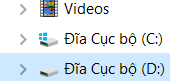 Videos
Đĩa Cục bộ (C:)
Đĩa Cục bộ (D:)